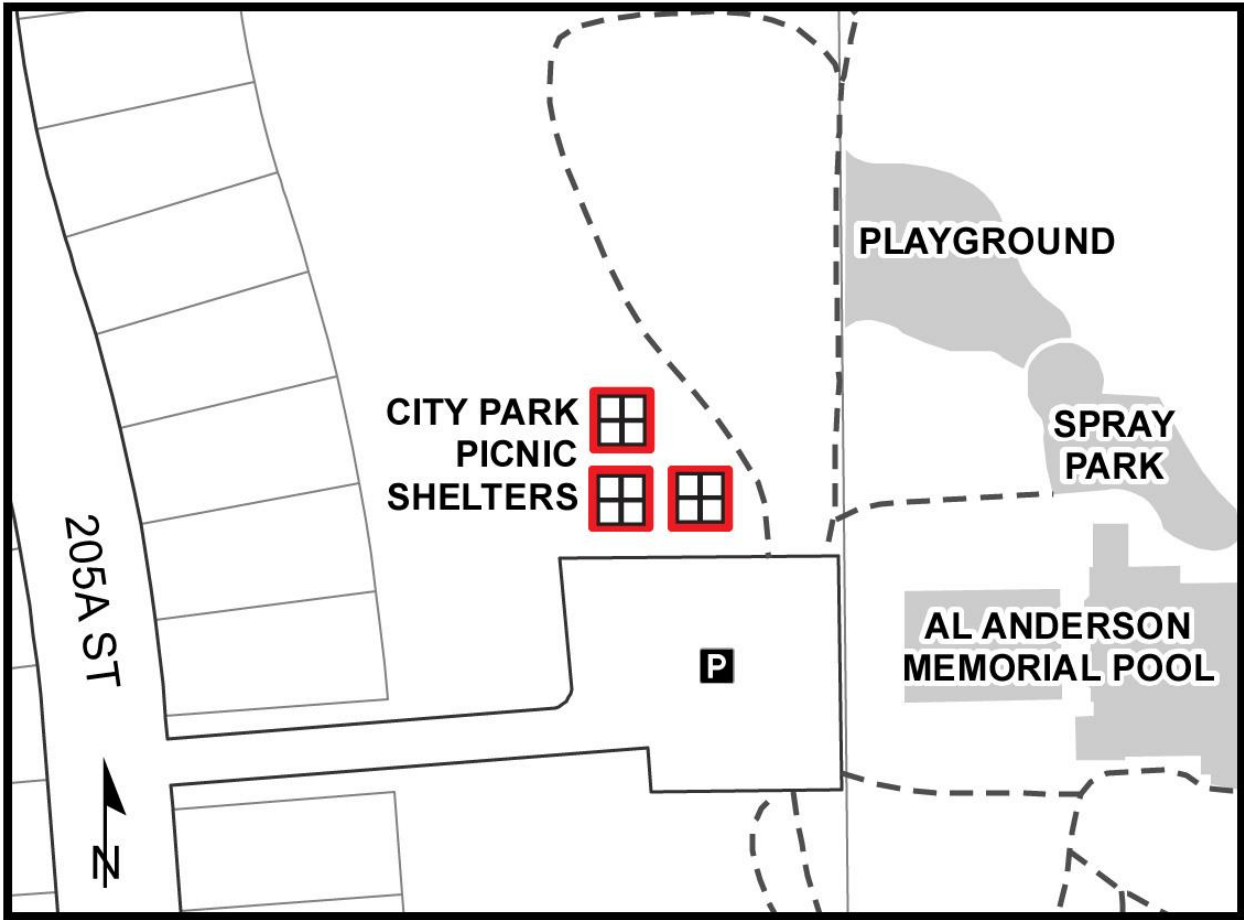 PLAYGROUND
CITY PARK
PICNIC
SHELTERS
SPRAY
PARK
205A ST
AL ANDERSON
MEMORIAL POOL
P
N